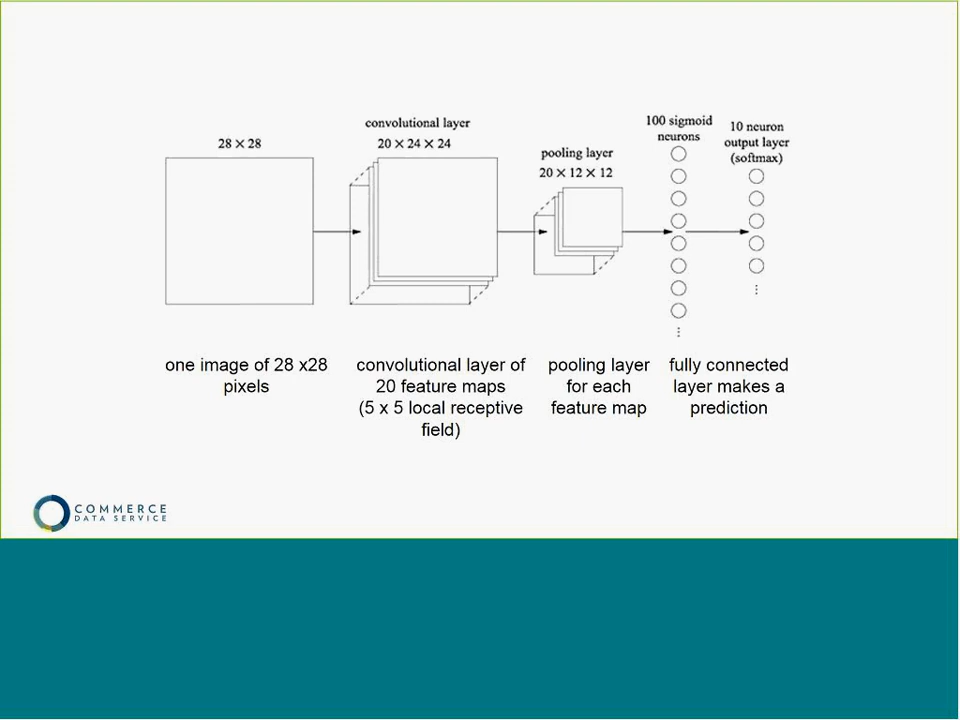 28 × 28
convolutional layer
20 × 24 × 24
pooling layer
20 × 12 × 12
100 sigmoid
neurons
10 neuron
output layer
(softmax)
⋮
⋮
one image of 28 x28
pixels
convolutional layer of
20 feature maps
(5 x 5 local receptive
field)
pooling layer
for each
feature map
fully connected
layer makes a
prediction
COMMERCE
DATA SERVICE